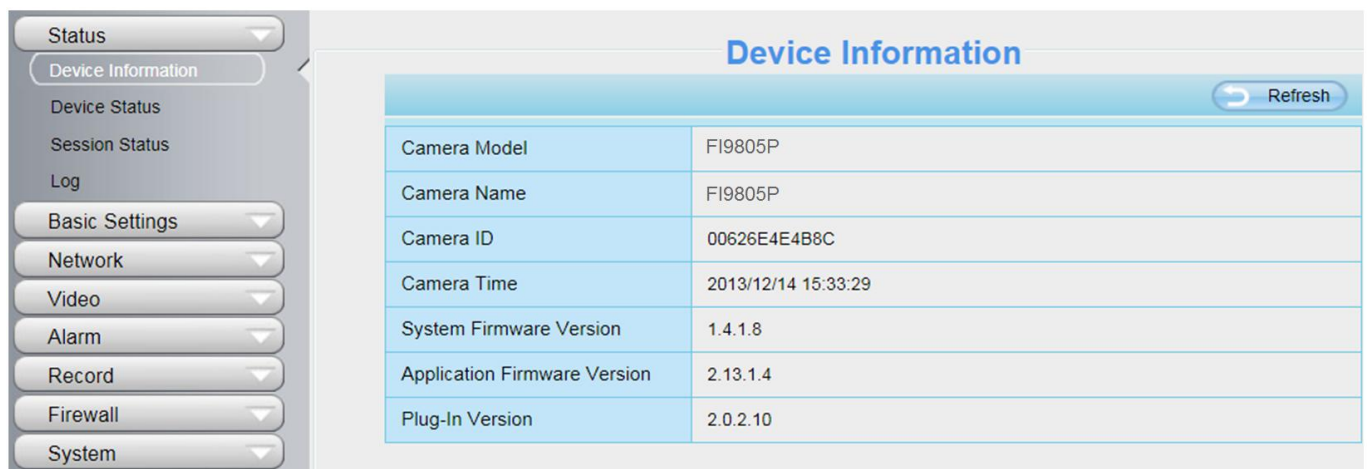 Status
Device Information
Device Status
Session Status
Log
Basic Settings
Network
Video
Alarm
Record
Firewall
System
Device Information
Refresh
Camera Model FI9805P
Camera Name FI9805P
Camera ID 00626E4E4B8C
Camera Time 2013/12/14 15:33:29
System Firmware Version 1.4.1.8
Application Firmware Version 2.13.1.4
Plug-In Version 2.0.2.10